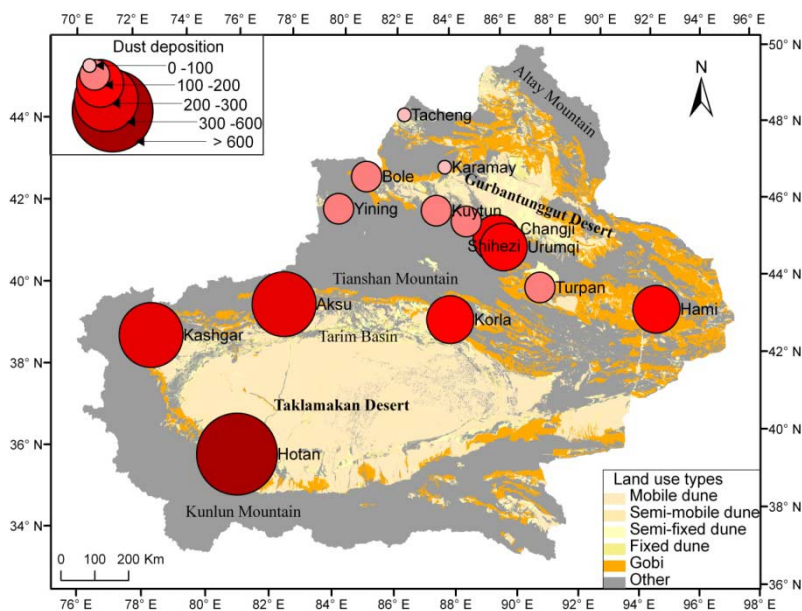 70° E 72° E 74° E 76° E 78° E 80° E 82° E 84° E 86° E 88° E 90° E 92° E 94° E 96° E
Dust deposition
0 -100
100 -200
200 -300
300 -600
> 600
N
50° N
48° N
46° N
44° N
42° N
40° N
38° N
36° N
44° N
42° N
40° N
38° N
36° N
34° N
Altay Mountain
Tacheng
Karamay
Bole
Gurbantunggut Desert
Yining
Kuytun
Changji
Shihezi
Urumqi
Tianshan Mountain
Turpan
Aksu
Hami
Korla
Kashgar
Tarim Basin
Taklamakan Desert
Hotan
Kunlun Mountain
0 100 200 Km
Land use types
Mobile dune
Semi-mobile dune
Semi-fixed dune
Fixed dune
Gobi
Other
76° E 78° E 80° E 82° E 84° E 86° E 88° E 90° E 92° E 94° E